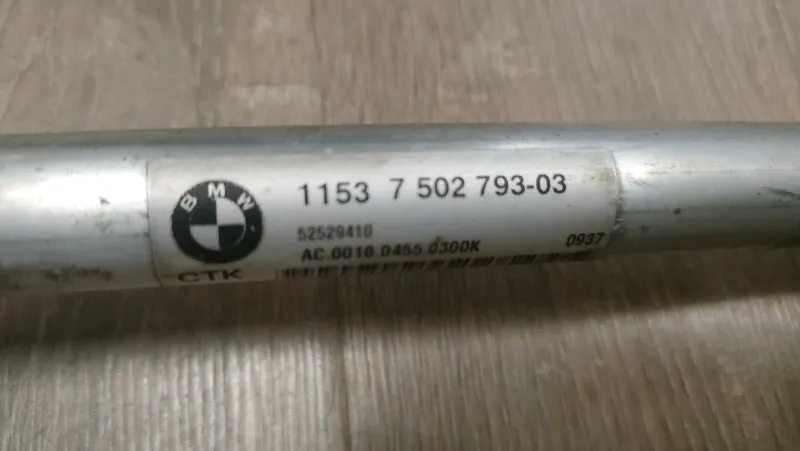 BMW
1153 7 502 793-03
52529410
AC.0010.0455.0300K 0937
CTK